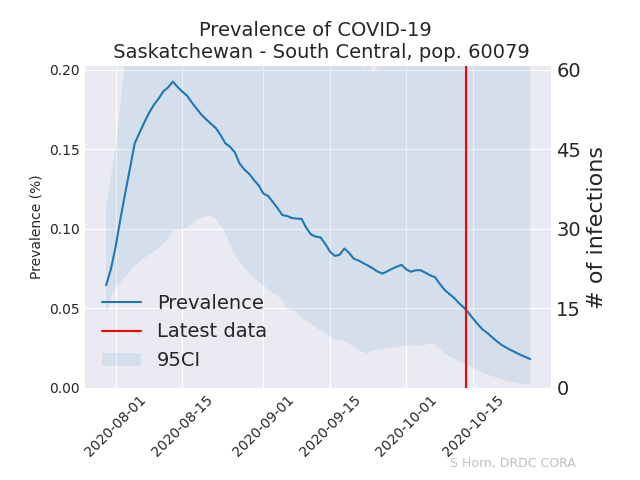 Prevalence of COVID-19
Saskatchewan - South Central, pop. 60079
0.20
0.15
0.10
0.05
0.00
Prevalence (%)
60
45
30
15
0
# of infections
Prevalence
Latest data
95CI
2020-08-01
2020-08-15
2020-09-01
2020-09-15
2020-10-01
2020-10-15
S Horn, DRDC CORA